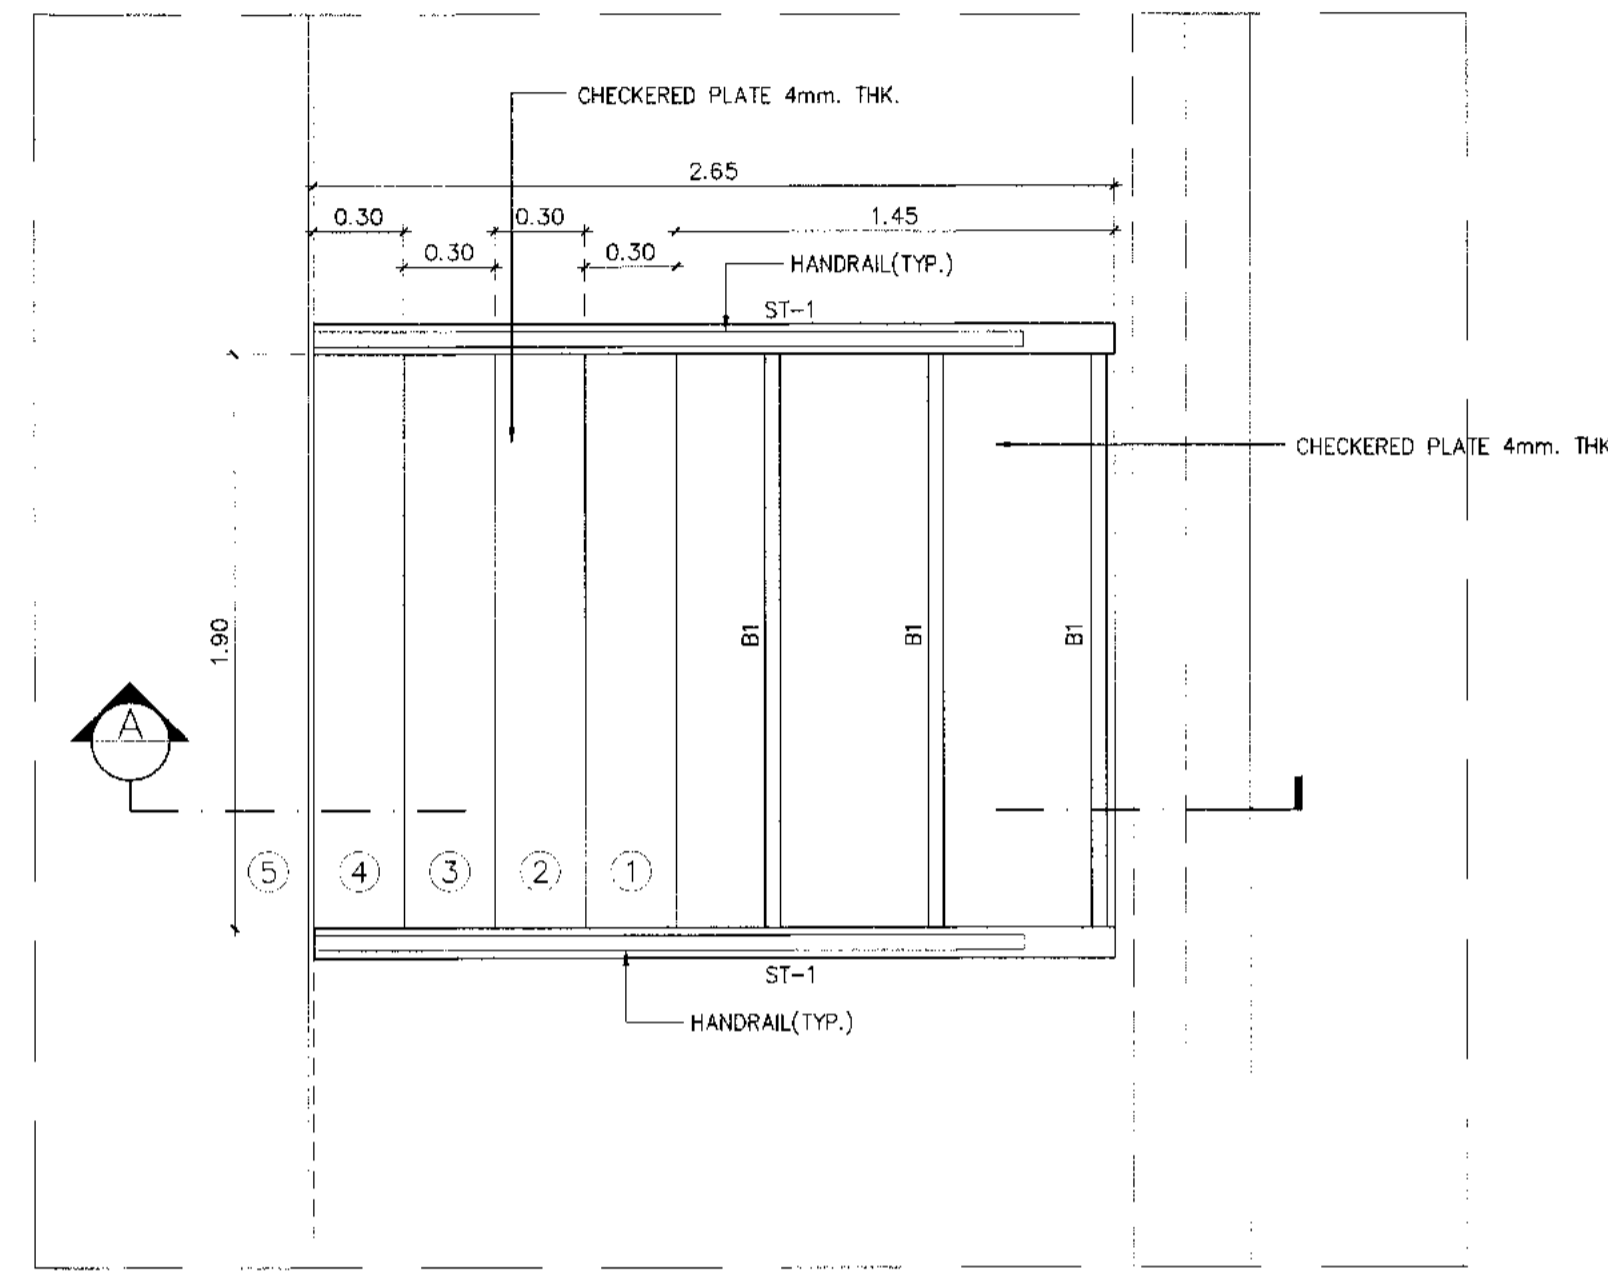 CHECKERED PLATE 4mm. THK.
2.65
0.30
0.30
1.45
0.30
0.30
HANDRAIL(TYP.)
ST-1
CHECKERED PLATE 4mm. THK
1.90
B1
B1
B1
A
5
4
3
2
1
ST-1
HANDRAIL(TYP.)